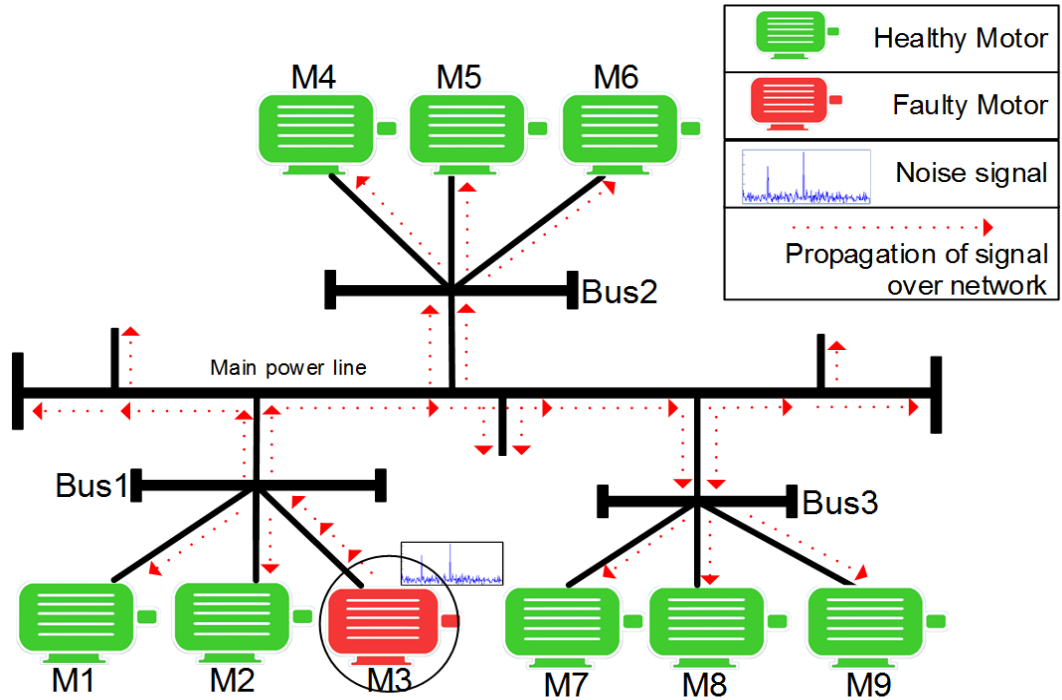 M4 M5 M6
Healthy Motor
Faulty Motor
Noise signal
Propagation of signal
over network
Bus2
Main power line
Bus1
Bus3
M1 M2 M3 M7 M8 M9